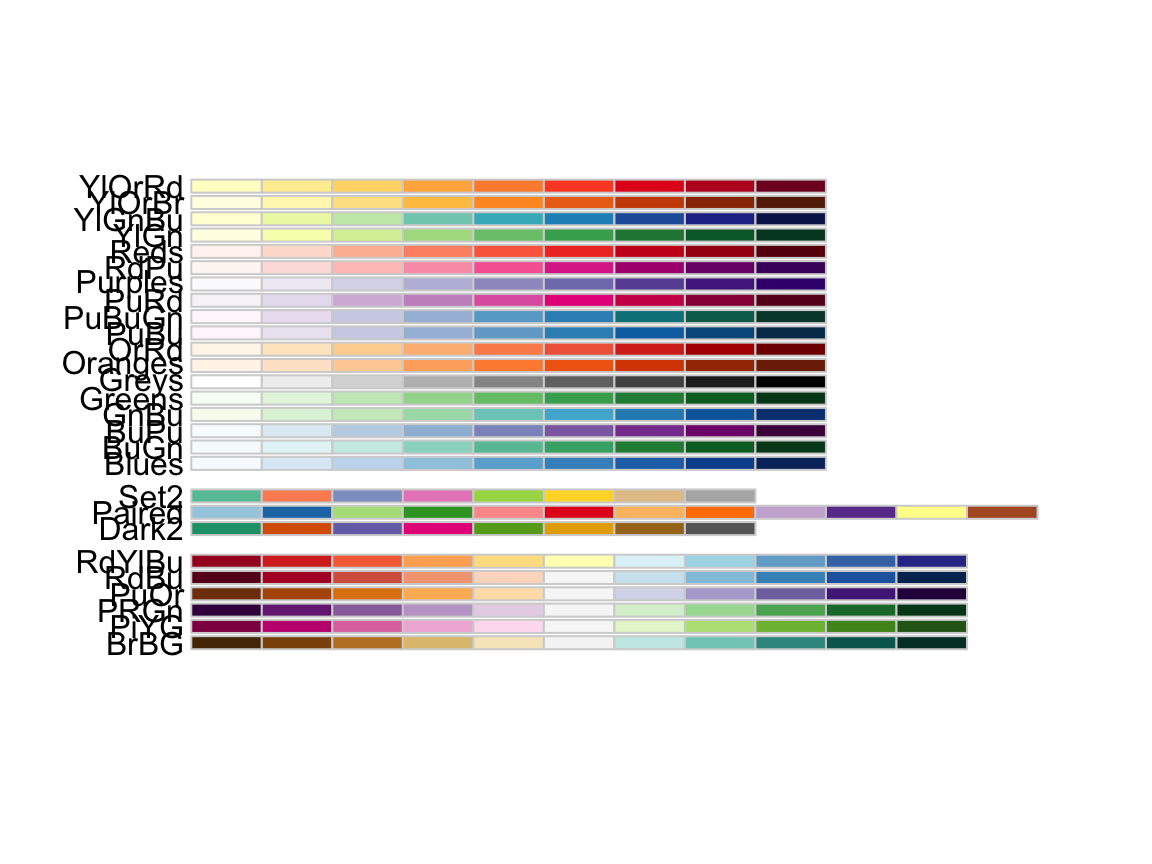 YlOrRd
YlOrBr
YlGnBu
YlGn
Reds
RdPu
Purples
PuRd
PuBuGn
PuBu
OrRd
Oranges
Greys
Greens
GnBu
BuPu
BuGn
Blues
Set2
Paired
Dark2
RdYlBu
RdBu
PuOr
PRGn
PiYG
BrBG